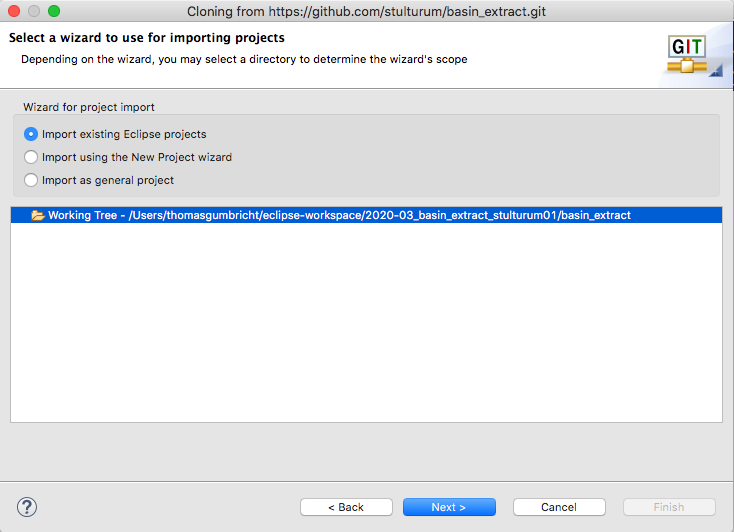 Cloning from https://github.com/stulturum/basin_extract.git
Select a wizard to use for importing projects
Depending on the wizard, you may select a directory to determine the wizard's scope
GIT
Wizard for project import
Import existing Eclipse projects
Import using the New Project wizard
Import as general project
Working Tree - /Users/thomasgumbricht/eclipse-workspace/2020-03_basin_extract_stulturum01/basin_extract
?
< Back
Next >
Cancel
Finish